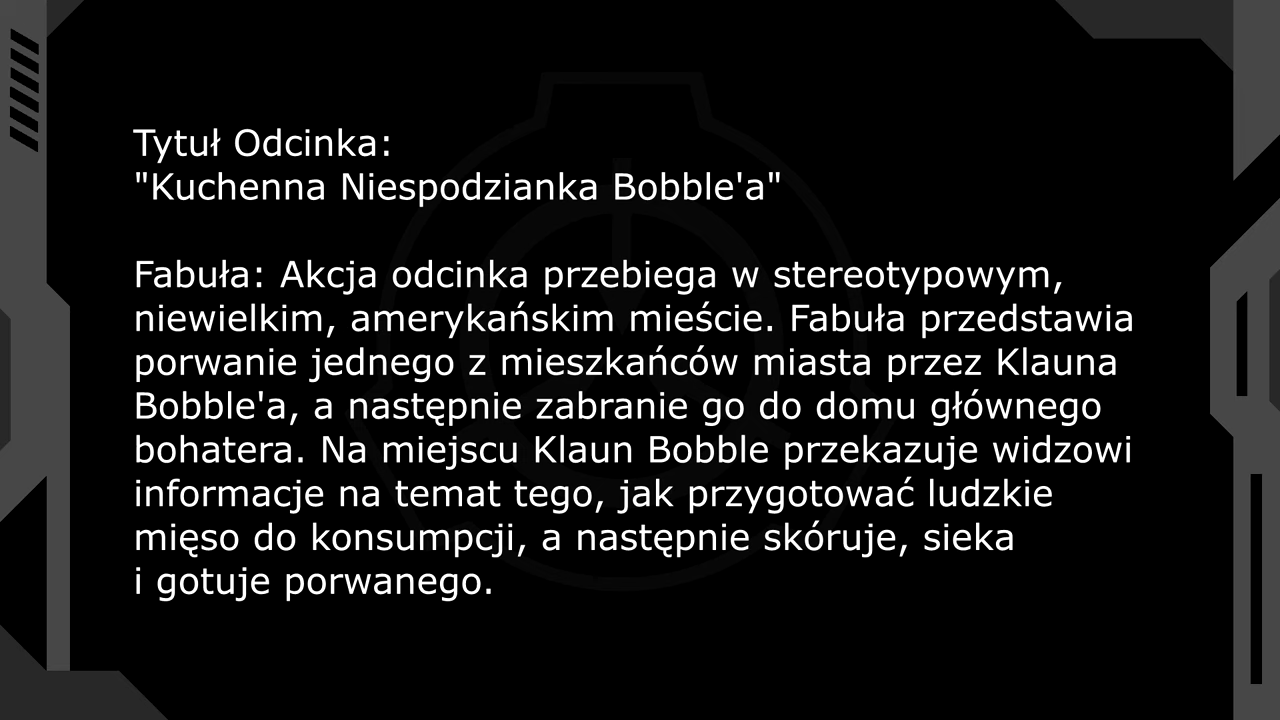 Tytuł Odcinka:
"Kuchenna Niespodzianka Bobble'a"
Fabuła: Akcja odcinka przebiega w stereotypowym,
niewielkim, amerykańskim mieście. Fabuła przedstawia
porwanie jednego z mieszkańców miasta przez Klauna
Bobble'a, a następnie zabranie go do domu głównego
bohatera. Na miejscu Klaun Bobble przekazuje widzowi
informacje na temat tego, jak przygotować ludzkie
mięso do konsumpcji, a następnie skóruje, sieka
i gotuje porwanego.